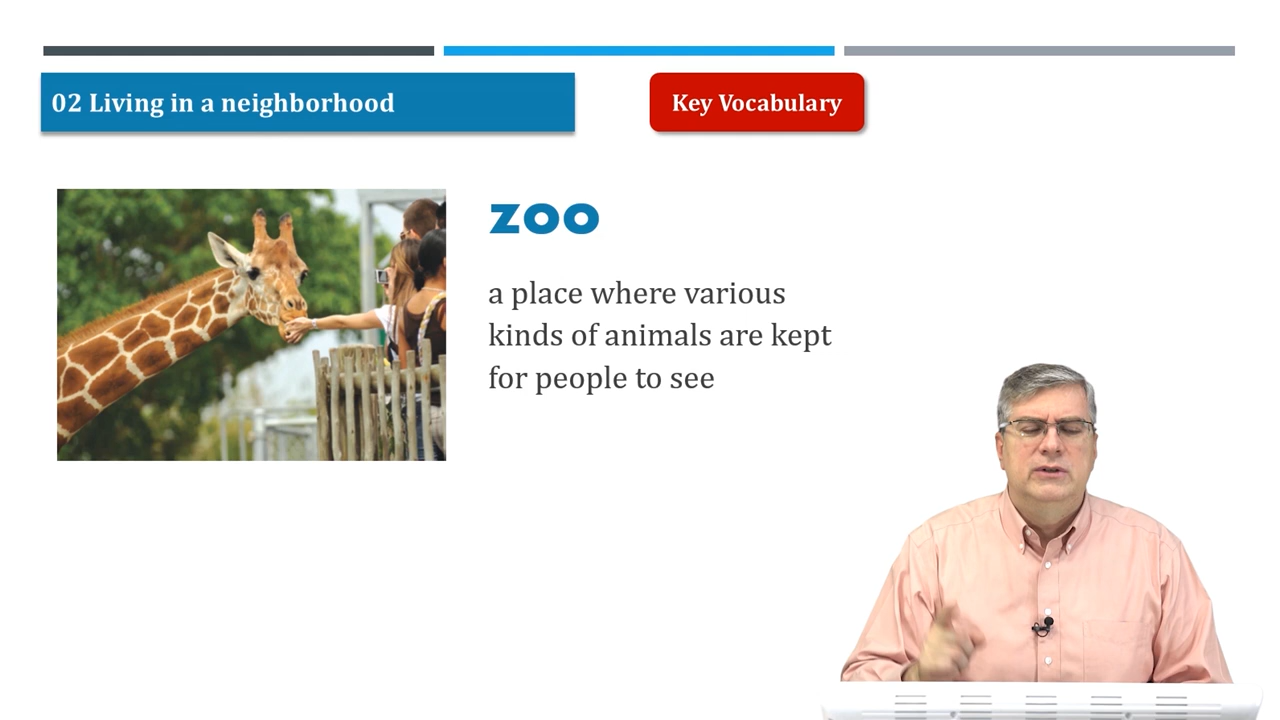 02 Living in a neighborhood
Key Vocabulary
zoo
a place where various
kinds of animals are kept
for people to see